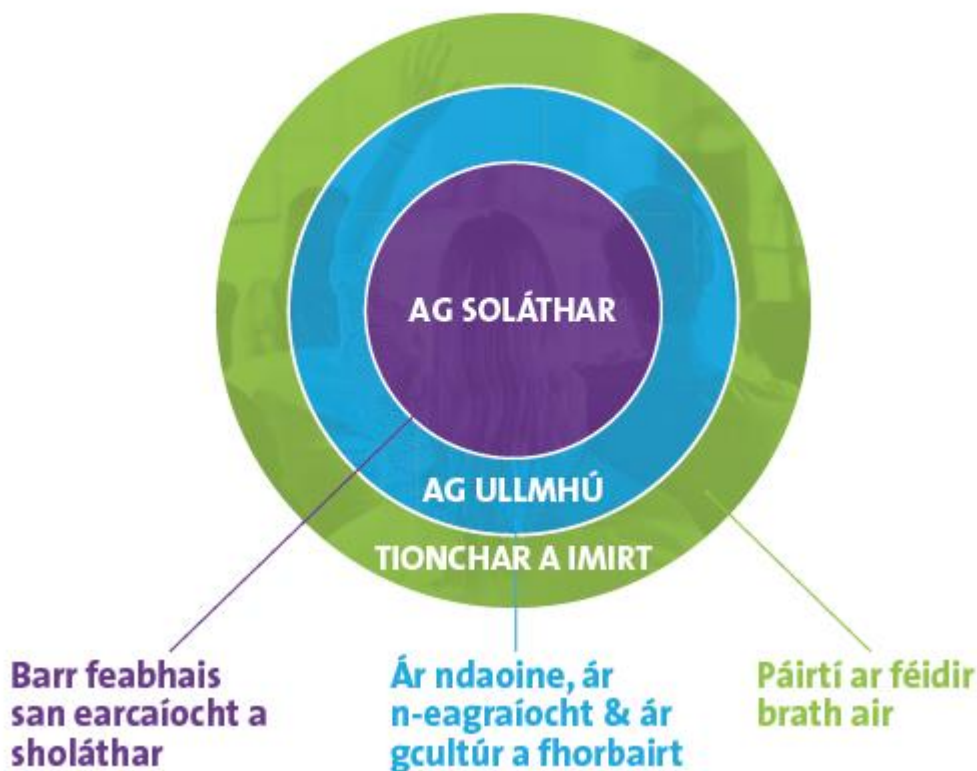 AG SOLÁTHAR
AG ULLMHÚ
TIONCHAR A IMIRT
Barr feabhais
san earcaíocht a
sholáthar
Ár ndaoine, ár
n-eagraíocht & ár
gcultúr a fhorbairt
Páirtí ar féidir
brath air